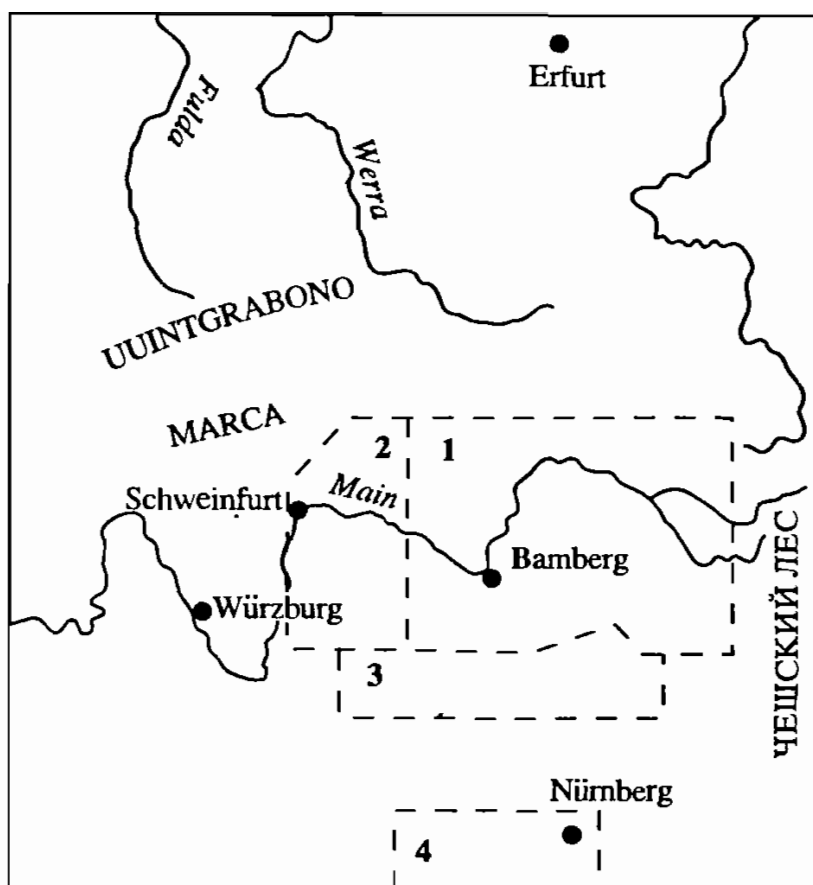 Erfurt
Fulda
Werra
UUINTGRABONO
MARCA
2
1
Main
Schweinfurt
Bamberg
Würzburg
3
ЧЕШСКИЙ ЛЕС
Nürnberg
4